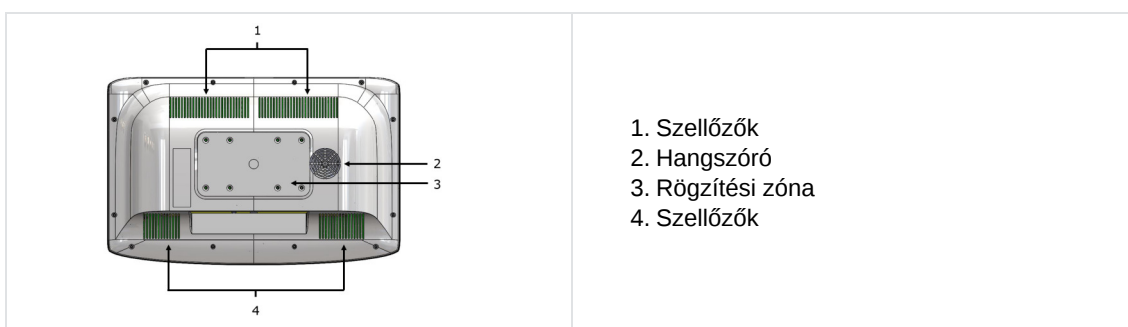 1
2
3
4
1. Szellőzők
2. Hangszóró
3. Rögzítési zóna
4. Szellőzők